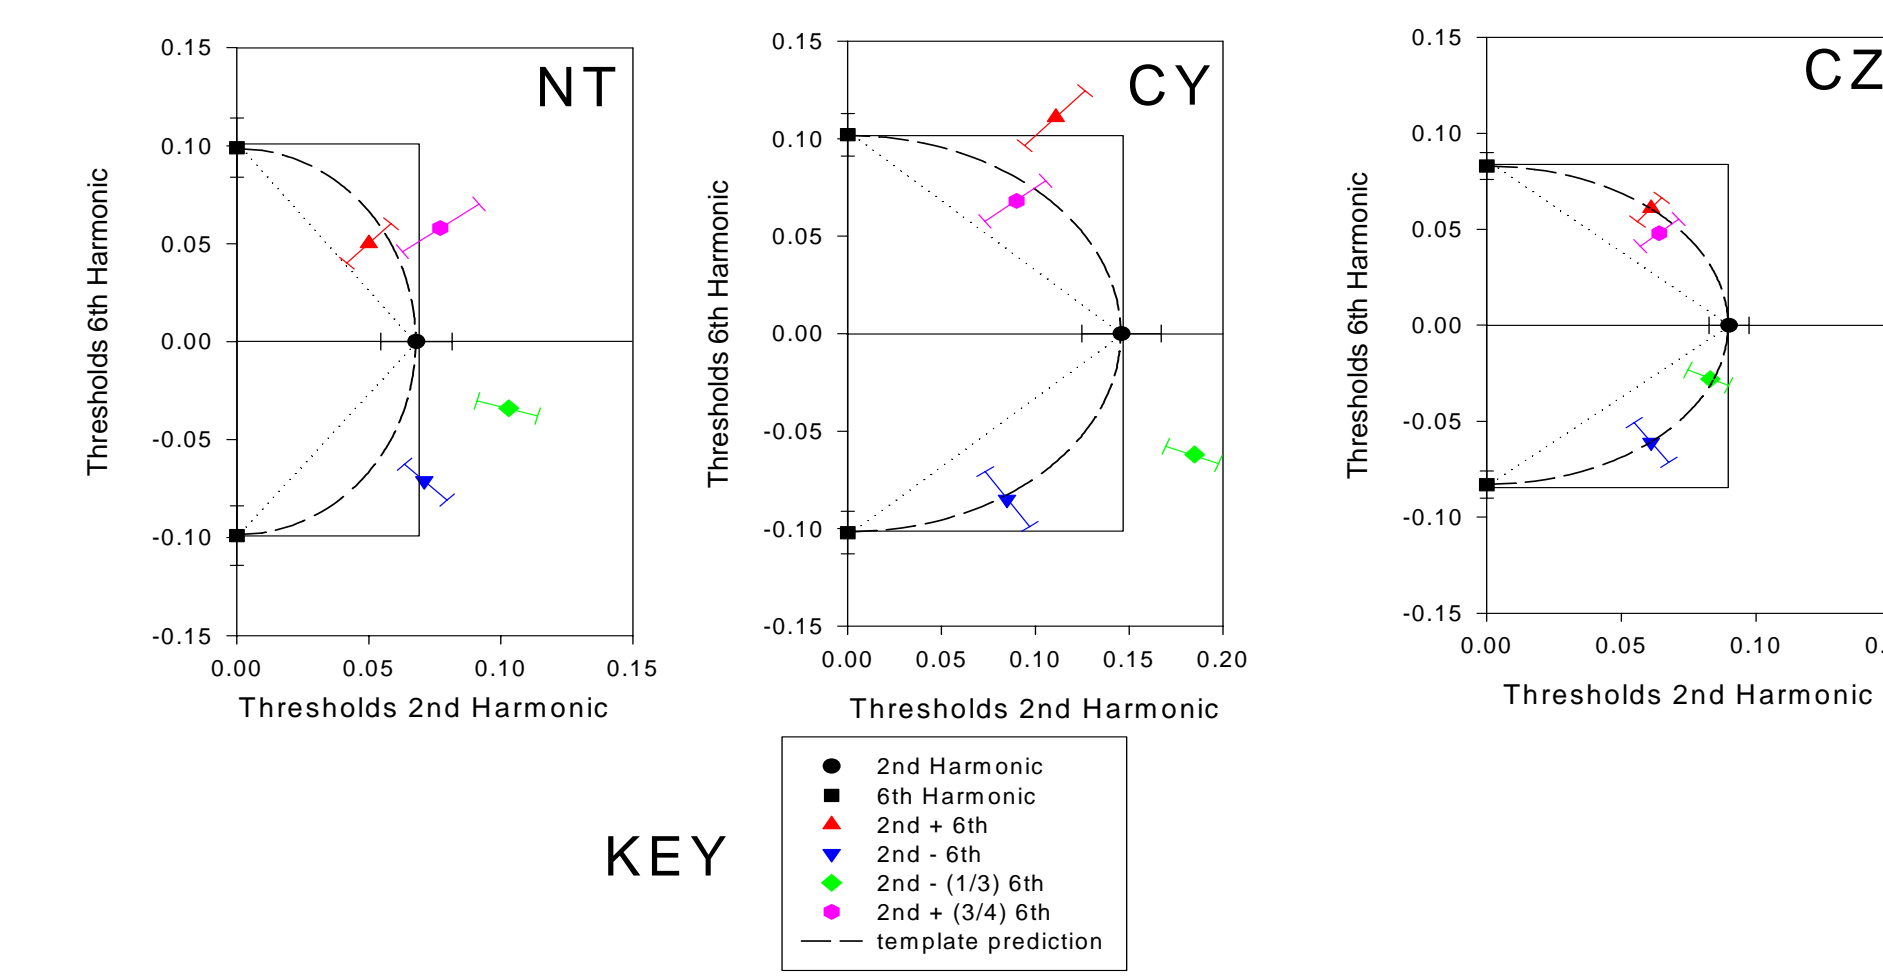 NT
0.15
0.10
0.05
0.00
-0.05
-0.10
-0.15
0.00 0.05 0.10 0.15
Thresholds 6th Harmonic
Thresholds 2nd Harmonic
CY
0.15
0.10
0.05
0.00
-0.05
-0.10
-0.15
0.00 0.05 0.10 0.15 0.20
Thresholds 6th Harmonic
Thresholds 2nd Harmonic
CZ
0.15
0.10
0.05
0.00
-0.05
-0.10
-0.15
0.00 0.05 0.10
Thresholds 6th Harmonic
Thresholds 2nd Harmonic
KEY
2nd Harmonic
6th Harmonic
2nd + 6th
2nd - 6th
2nd - (1/3) 6th
2nd + (3/4) 6th
template prediction